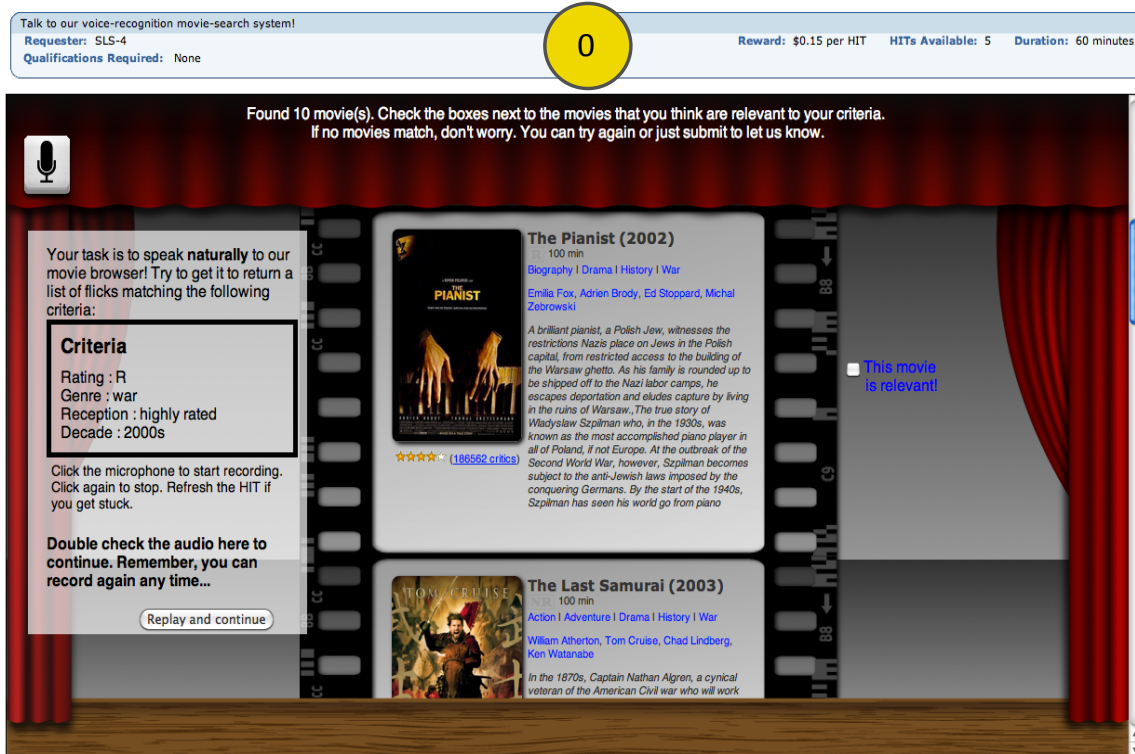 Talk to our voice-recognition movie-search system!
Requester: SLS-4
Qualifications Required: None
0
Reward: $0.15 per HIT HITs Available: 5 Duration: 60 minutes
Found 10 movie(s). Check the boxes next to the movies that you think are relevant to your criteria.
If no movies match, don't worry. You can try again or just submit to let us know.
Your task is to speak naturally to our
movie browser! Try to get it to return a
list of flicks matching the following
criteria:
Criteria
Rating : R
Genre : war
Reception : highly rated
Decade : 2000s
Click the microphone to start recording.
Click again to stop. Refresh the HIT if
you get stuck.
Double check the audio here to
continue. Remember, you can
record again any time...
Replay and continue
THE
PIANIST
(186562 critics)
The Pianist (2002)
R 100 min
Biography | Drama | History | War
Emilia Fox, Adrien Brody, Ed Stoppard, Michal
Zebrowski
A brilliant pianist, a Polish Jew, witnesses the
restrictions Nazis place on Jews in the Polish
capital, from restricted access to the building of
the Warsaw ghetto. As his family is rounded up to
be shipped off to the Nazi labor camps, he
escapes deportation and eludes capture by living
in the ruins of Warsaw.,The true story of
Wladyslaw Szpilman who, in the 1930s, was
known as the most accomplished piano player in
all of Poland, if not Europe. At the outbreak of the
Second World War, however, Szpilman becomes
subject to the anti-Jewish laws imposed by the
conquering Germans. By the start of the 1940s,
Szpilman has seen his world go from piano
This movie
is relevant!
TOM CRUISE
The Last Samurai (2003)
NR 100 min
Action | Adventure | Drama | History | War
William Atherton, Tom Cruise, Chad Lindberg,
Ken Watanabe
In the 1870s, Captain Nathan Algren, a cynical
veteran of the American Civil war who will work